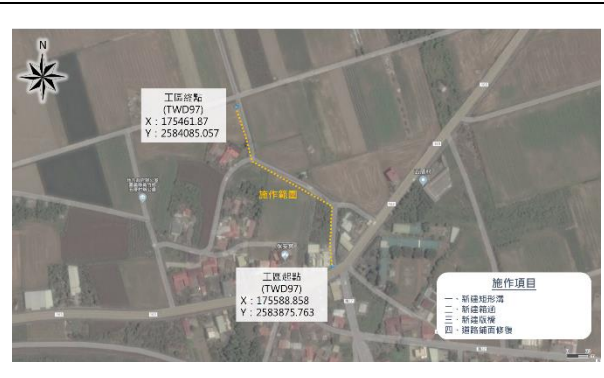 N
工區終點
(TWD97)
X：175461.87
Y：2584085.057
施作範圍
工區起點
(TWD97)
X：175588.858
Y：2583875.763
施作項目
一、新建矩形溝
二、新建箱涵
三、新建版橋
四、道路鋪面修復